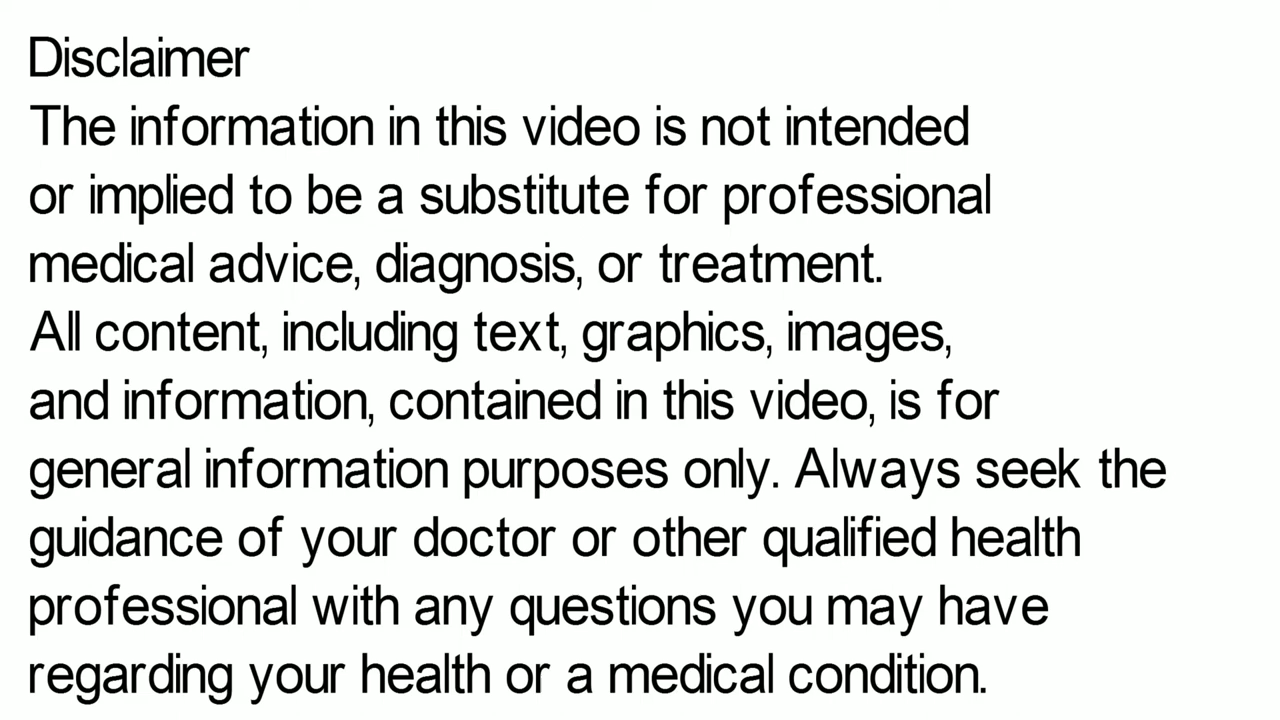 Disclaimer
The information in this video is not intended
or implied to be a substitute for professional
medical advice, diagnosis, or treatment.
All content, including text, graphics, images,
and information, contained in this video, is for
general information purposes only. Always seek the
guidance of your doctor or other qualified health
professional with any questions you may have
regarding your health or a medical condition.